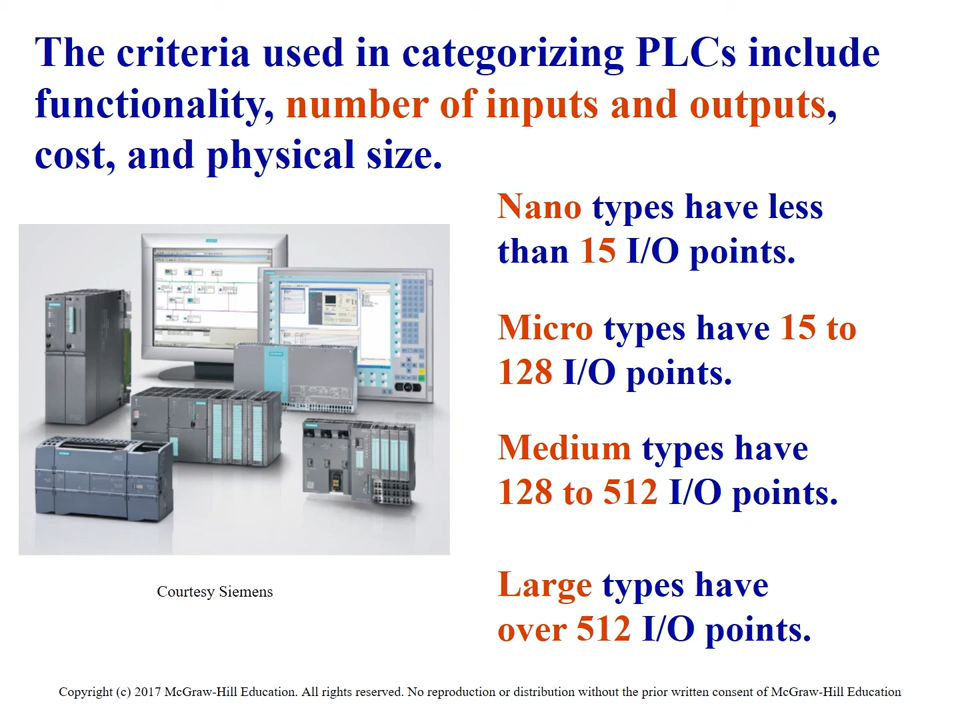 The criteria used in categorizing PLCs include
functionality, number of inputs and outputs,
cost, and physical size.
Nano types have less
than 15 I/O points.
Micro types have 15 to
128 I/O points.
Medium types have
128 to 512 I/O points.
Large types have
over 512 I/O points.
Courtesy Siemens
Copyright (c) 2017 McGraw-Hill Education. All rights reserved. No reproduction or distribution without the prior written consent of McGraw-Hill Education